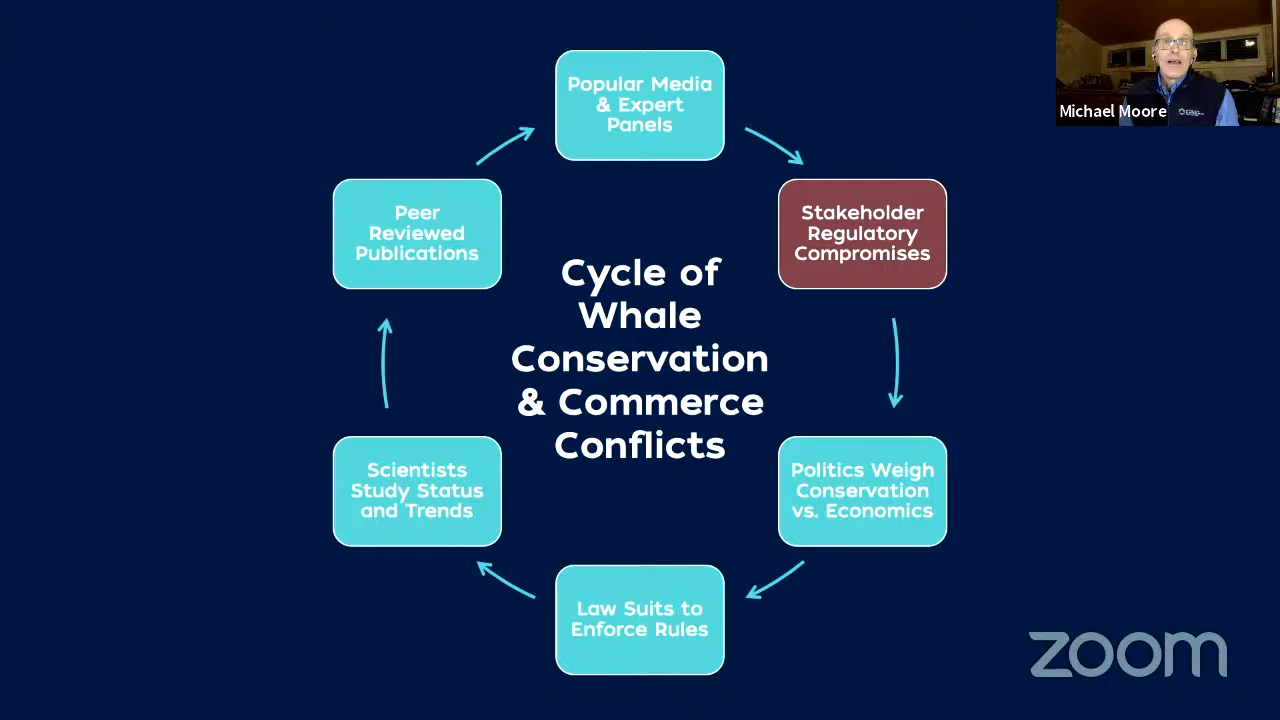 Popular Media
& Expert
Panels
Michael Moore
Peer
Reviewed
Publications
Stakeholder
Regulatory
Compromises
Cycle of
Whale
Conservation
& Commerce
Conflicts
Scientists
Study Status
and Trends
Politics Weigh
Conservation
vs. Economics
Law Suits to
Enforce Rules
zoom